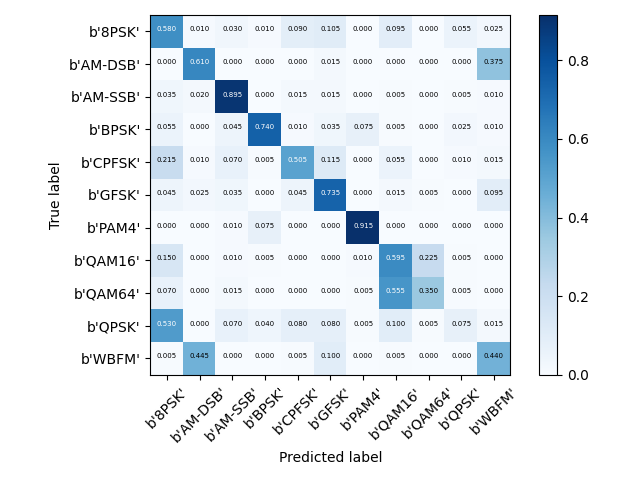 b'8PSK' 0.580 0.010 0.030 0.010 0.090 0.105 0.000 0.095 0.000 0.055 0.025
b'AM-DSB' 0.000 0.610 0.000 0.000 0.000 0.015 0.000 0.000 0.000 0.000 0.375
b'AM-SSB' 0.035 0.020 0.895 0.000 0.015 0.015 0.000 0.005 0.000 0.005 0.010
b'BPSK' 0.055 0.000 0.045 0.740 0.010 0.035 0.075 0.005 0.000 0.025 0.010
b'CPFSK' 0.215 0.010 0.070 0.005 0.505 0.115 0.000 0.055 0.000 0.010 0.015
b'GFSK' 0.045 0.025 0.035 0.000 0.045 0.735 0.000 0.015 0.005 0.000 0.095
b'PAM4' 0.000 0.000 0.010 0.075 0.000 0.000 0.915 0.000 0.000 0.000 0.000
b'QAM16' 0.150 0.000 0.010 0.005 0.000 0.000 0.010 0.595 0.225 0.005 0.000
b'QAM64' 0.070 0.000 0.015 0.000 0.000 0.000 0.005 0.555 0.350 0.005 0.000
b'QPSK' 0.530 0.000 0.070 0.040 0.080 0.080 0.005 0.100 0.005 0.075 0.015
b'WBFM' 0.005 0.445 0.000 0.000 0.005 0.100 0.000 0.005 0.000 0.000 0.440
b'8PSK' b'AM-DSB' b'AM-SSB' b'BPSK' b'CPFSK' b'GFSK' b'PAM4' b'QAM16' b'QAM64' b'QPSK' b'WBFM'
Predicted label
True label
0.8
0.6
0.4
0.2
0.0